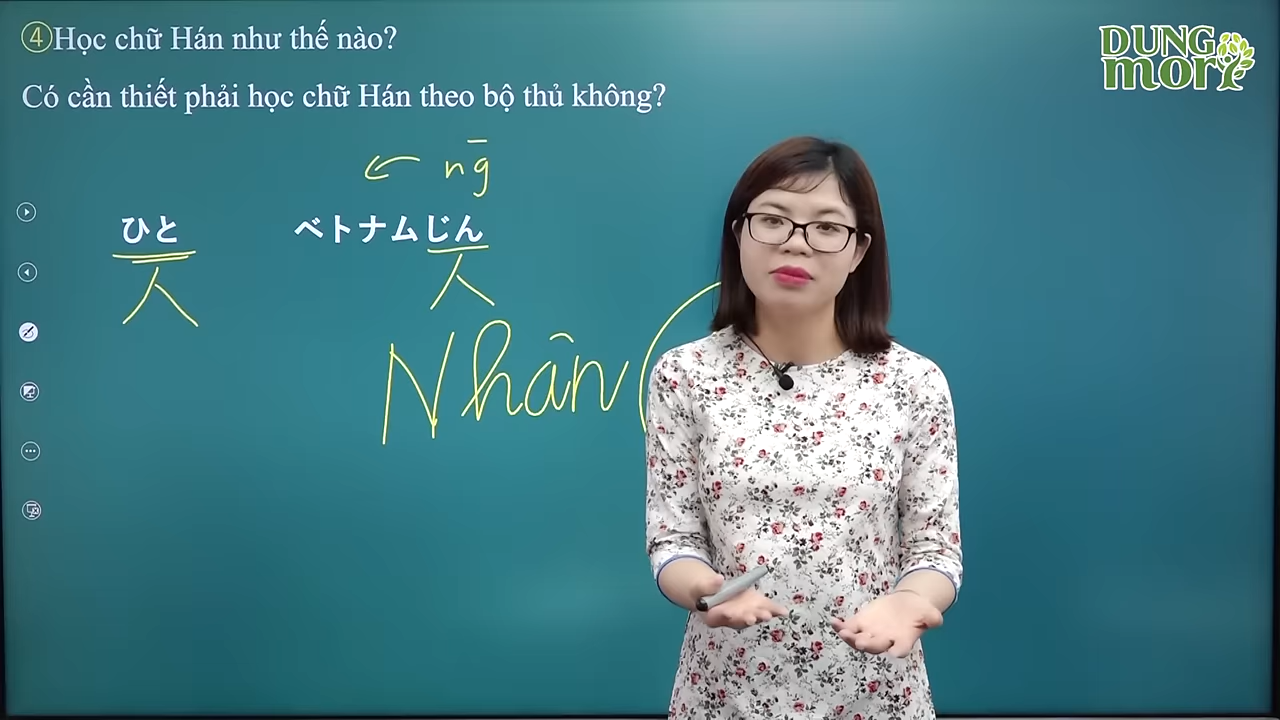 ④Học chữ Hán như thế nào?
Có cần thiết phải học chữ Hán theo bộ thủ không?
DUNG
mori
ng̅
ひと ベトナムじん
人 人
Nhân (